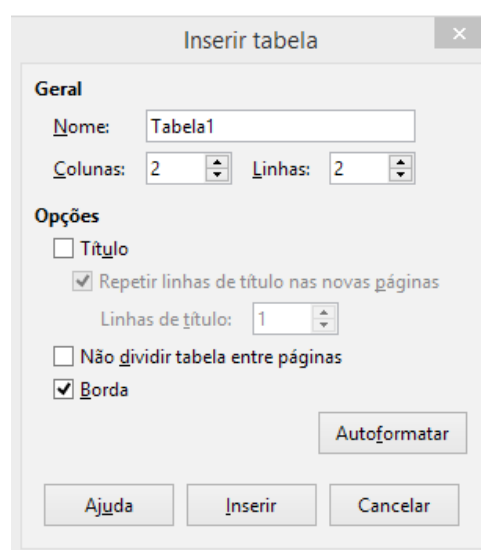 Inserir tabela
Geral
Nome: Tabela1
Colunas: 2 Linhas: 2
Opções
Título
Repetir linhas de título nas novas páginas
Linhas de título: 1
Não dividir tabela entre páginas
Borda
Autoformatar
Ajuda Inserir Cancelar